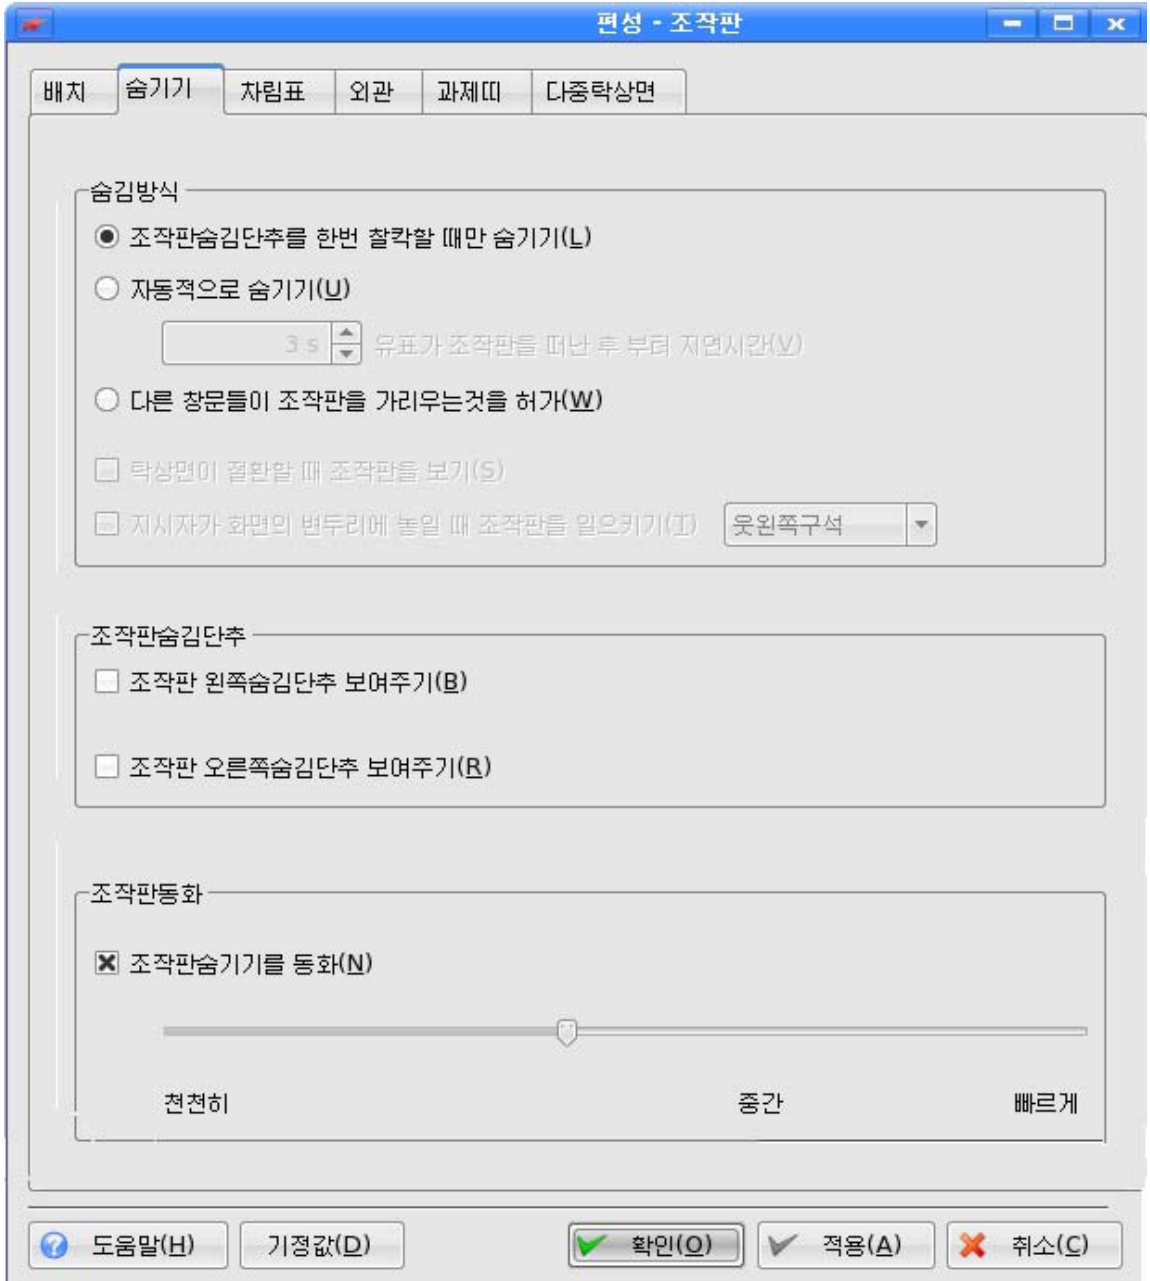 편성 - 조작판
배치 숨기기 차림표 외관 과제띠 다중탁상면
숨김방식
조작판숨김단추를 한번 찰칵할 때만 숨기기(L)
자동적으로 숨기기(U)
3 s 유표가 조작판을 떠난 후 부터 지연시간(V)
다른 창문들이 조작판을 가리우는것을 허가(W)
탁상면이 절환할 때 조작판을 보기(S)
지시자가 화면의 변두리에 놓일 때 조작판를 일으키기(T) 웃왼쪽구석
조작판숨김단추
조작판 왼쪽숨김단추 보여주기(B)
조작판 오른쪽숨김단추 보여주기(R)
조작판동화
조작판숨기기를 동화(N)
천천히 중간 빠르게
도움말(H) 기정값(D) 확인(O) 적용(A) 취소(C)